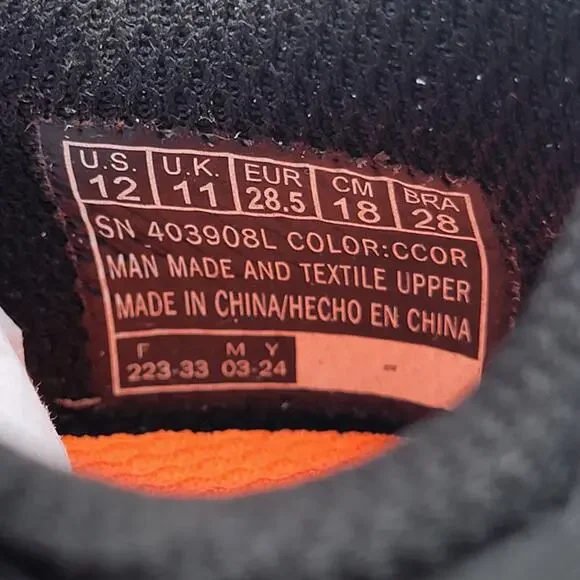 U.S. U.K. EUR CM BRA
12 11 28.5 18 28
SN 403908L COLOR:CCOR
MAN MADE AND TEXTILE UPPER
MADE IN CHINA/HECHO EN CHINA
F M Y
223-33 03-24